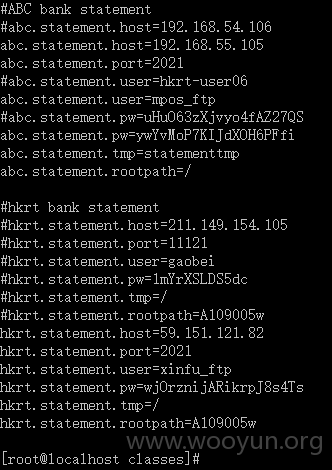 #ABC bank statement
#abc.statement.host=192.168.54.106
abc.statement.host=192.168.55.105
abc.statement.port=2021
#abc.statement.user=hkrt-user06
abc.statement.user=mpos_ftp
#abc.statement.pw=uHuO63zXjvyo4fAZ27QS
abc.statement.pw=ywYvMoP7KIJdXOH6PFfi
abc.statement.tmp=statementtmp
abc.statement.rootpath=/

#hkrt bank statement
#hkrt.statement.host=211.149.154.105
#hkrt.statement.port=11121
#hkrt.statement.user=gaobei
#hkrt.statement.pw=lmYrXSLDS5dc
#hkrt.statement.tmp=/
#hkrt.statement.rootpath=A109005w
hkrt.statement.host=59.151.121.82
hkrt.statement.port=2021
hkrt.statement.user=xinfu_ftp
hkrt.statement.pw=wjOrznijARikrpJ8s4Ts
hkrt.statement.tmp=/
hkrt.statement.rootpath=A109005w
www.wooyun.org
[root@localhost classes]#